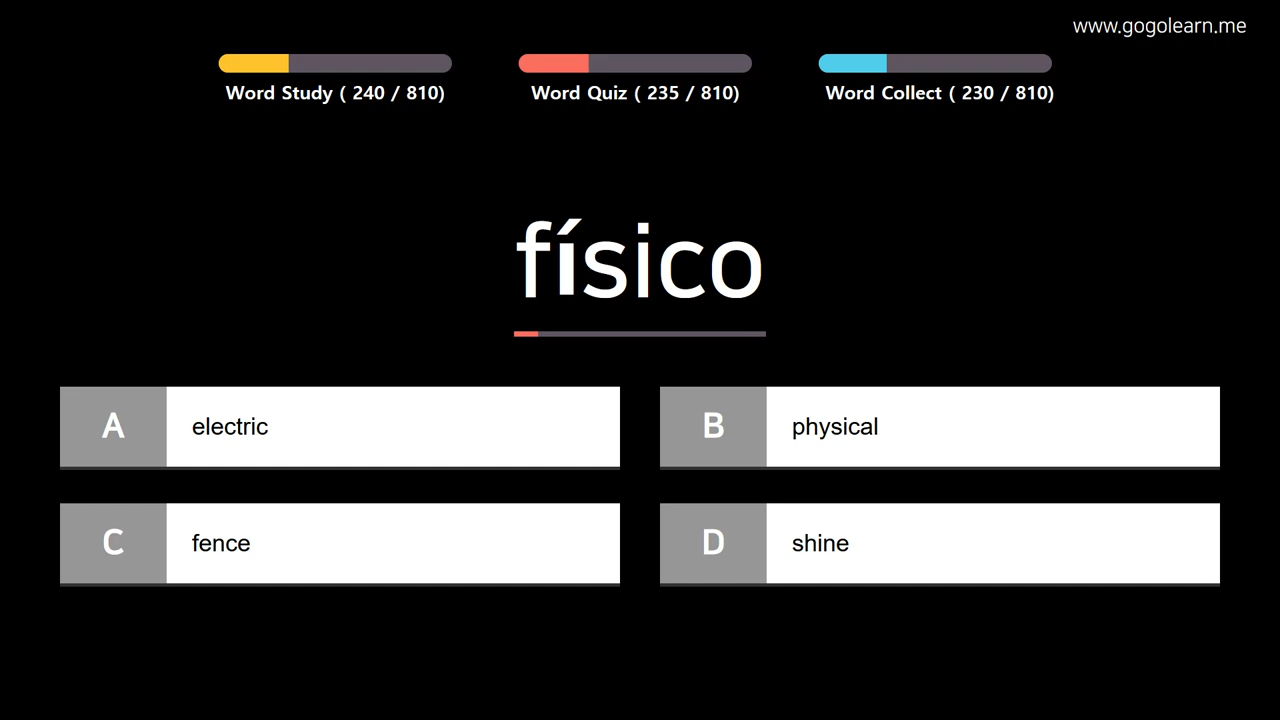 www.gogolearn.me
Word Study ( 240 / 810)
Word Quiz ( 235 / 810)
Word Collect ( 230 / 810)
físico
A electric
B physical
C fence
D shine